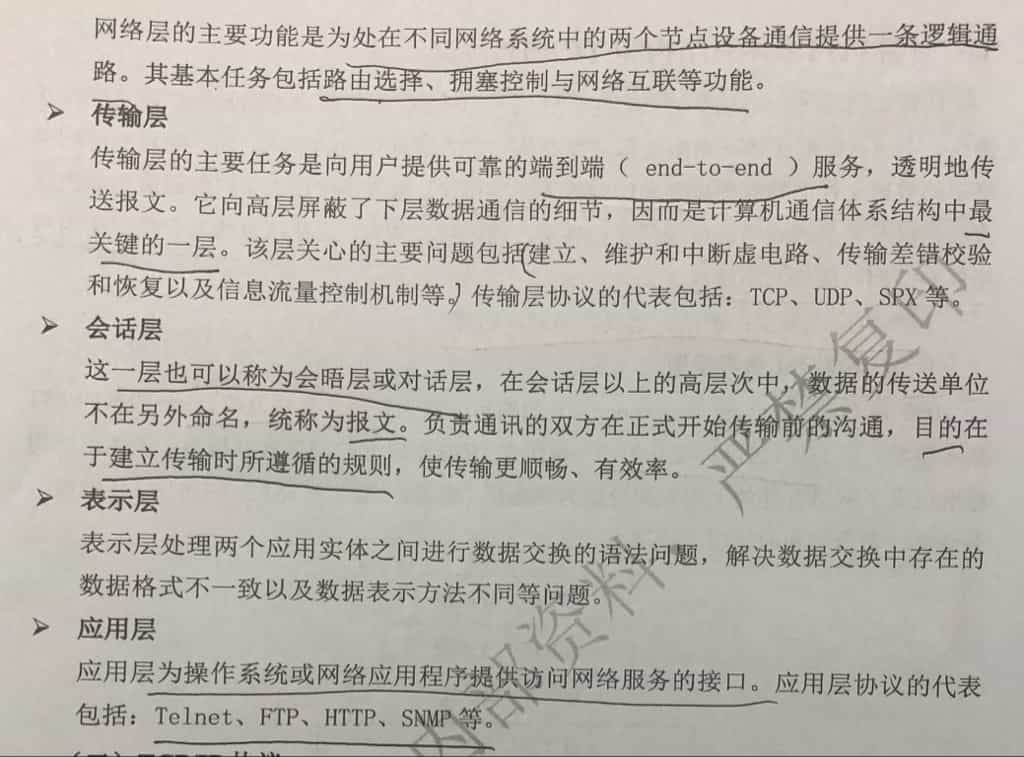 网络层的主要功能是为处在不同网络系统中的两个节点设备通信提供一条逻辑通
路。其基本任务包括路由选择、拥塞控制与网络互联等功能。
➢ 传输层
传输层的主要任务是向用户提供可靠的端到端（ end-to-end ）服务，透明地传
送报文。它向高层屏蔽了下层数据通信的细节，因而是计算机通信体系结构中最
关键的一层。该层关心的主要问题包括建立、维护和中断虚电路、传输差错校验
和恢复以及信息流量控制机制等。传输层协议的代表包括：TCP、UDP、SPX 等。
➢ 会话层
这一层也可以称为会晤层或对话层，在会话层以上的高层次中，数据的传送单位
不在另外命名，统称为报文。负责通讯的双方在正式开始传输前的沟通，目的在
于建立传输时所遵循的规则，使传输更顺畅、有效率。
➢ 表示层
表示层处理两个应用实体之间进行数据交换的语法问题，解决数据交换中存在的
数据格式不一致以及数据表示方法不同等问题。
➢ 应用层
应用层为操作系统或网络应用程序提供访问网络服务的接口。应用层协议的代表
包括：Telnet、FTP、HTTP、SNMP 等。
内部资料 严禁复印